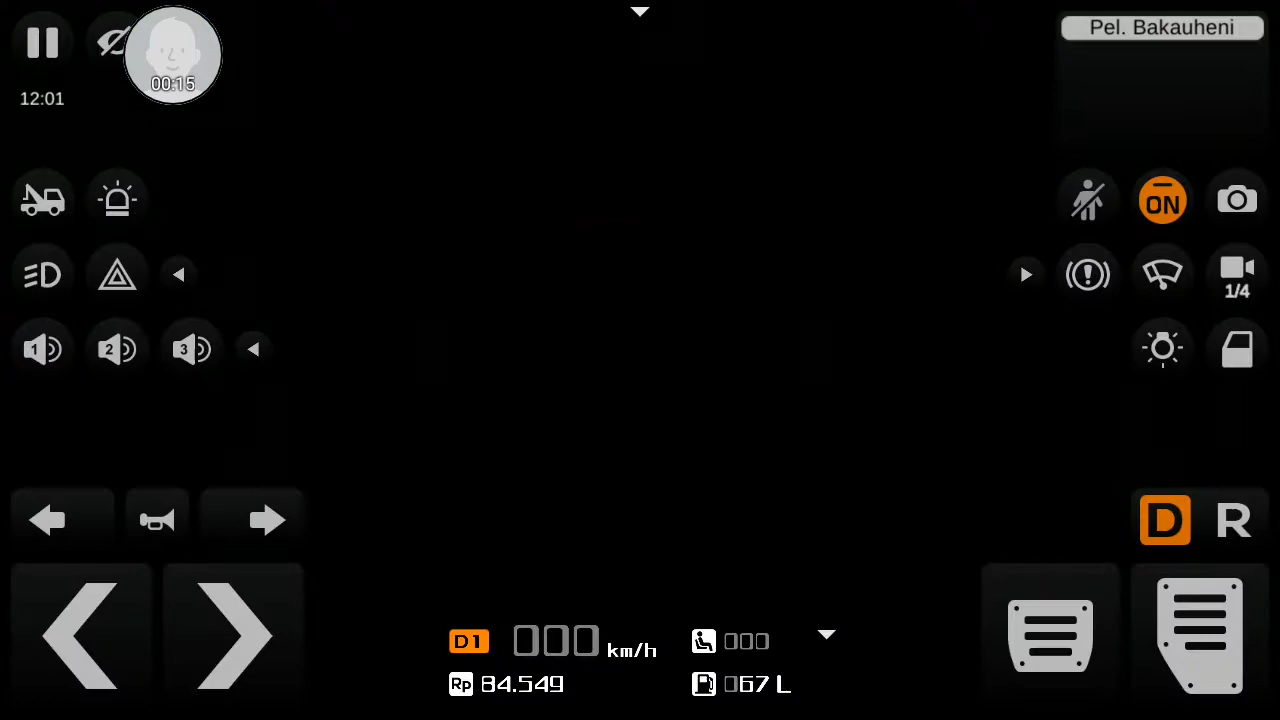 Pel. Bakauheni
00:15
12:01
ON
1/4
1
2
3
D R
D1 000 km/h 000
Rp 84.549 067 L